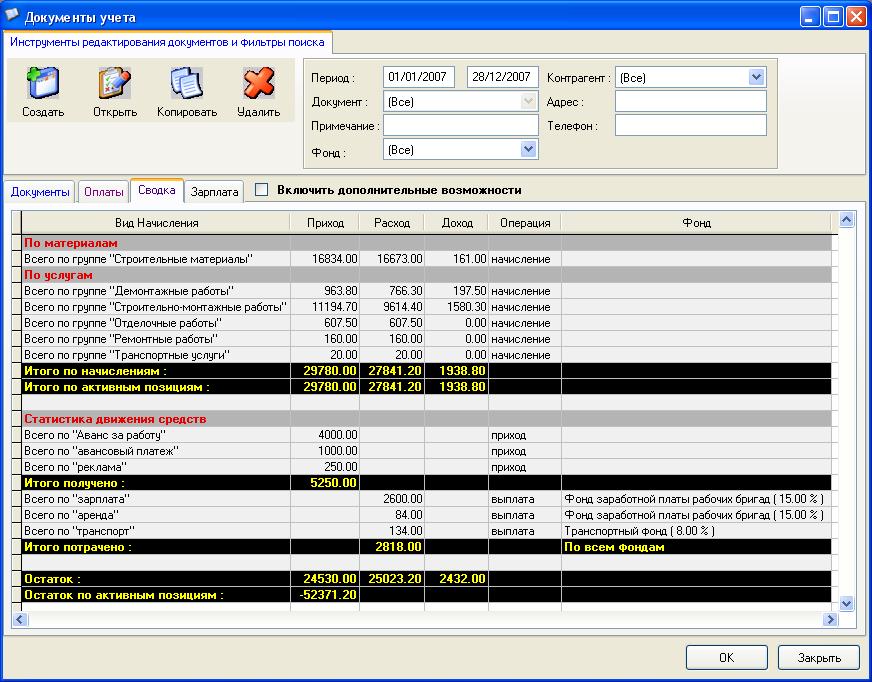 Документы учета
Инструменты редактирования документов и фильтры поиска
Создать Открыть Копировать Удалить
Период : 01/01/2007 28/12/2007 Контрагент : (Все)
Документ : (Все) Адрес :
Примечание : Телефон :
Фонд : (Все)
Документы Оплаты Сводка Зарплата Включить дополнительные возможности
Вид Начисления Приход Расход Доход Операция Фонд
По материалам
Всего по группе "Строительные материалы" 16834.00 16673.00 161.00 начисление
По услугам
Всего по группе "Демонтажные работы" 963.80 766.30 197.50 начисление
Всего по группе "Строительно-монтажные работы" 11194.70 9614.40 1580.30 начисление
Всего по группе "Отделочные работы" 607.50 607.50 0.00 начисление
Всего по группе "Ремонтные работы" 160.00 160.00 0.00 начисление
Всего по группе "Транспортные услуги" 20.00 20.00 0.00 начисление
Итого по начислениям : 29780.00 27841.20 1938.80
Итого по активным позициям : 29780.00 27841.20 1938.80
Статистика движения средств
Всего по "Аванс за работу" 4000.00 приход
Всего по "авансовый платеж" 1000.00 приход
Всего по "реклама" 250.00 приход
Итого получено : 5250.00
Всего по "зарплата" 2600.00 выплата Фонд заработной платы рабочих бригад ( 15.00 % )
Всего по "аренда" 84.00 выплата Фонд заработной платы рабочих бригад ( 15.00 % )
Всего по "транспорт" 134.00 выплата Транспортный фонд ( 8.00 % )
Итого потрачено : 2818.00 По всем фондам
Остаток : 24530.00 25023.20 2432.00
Остаток по активным позициям : -52371.20
OK Закрыть